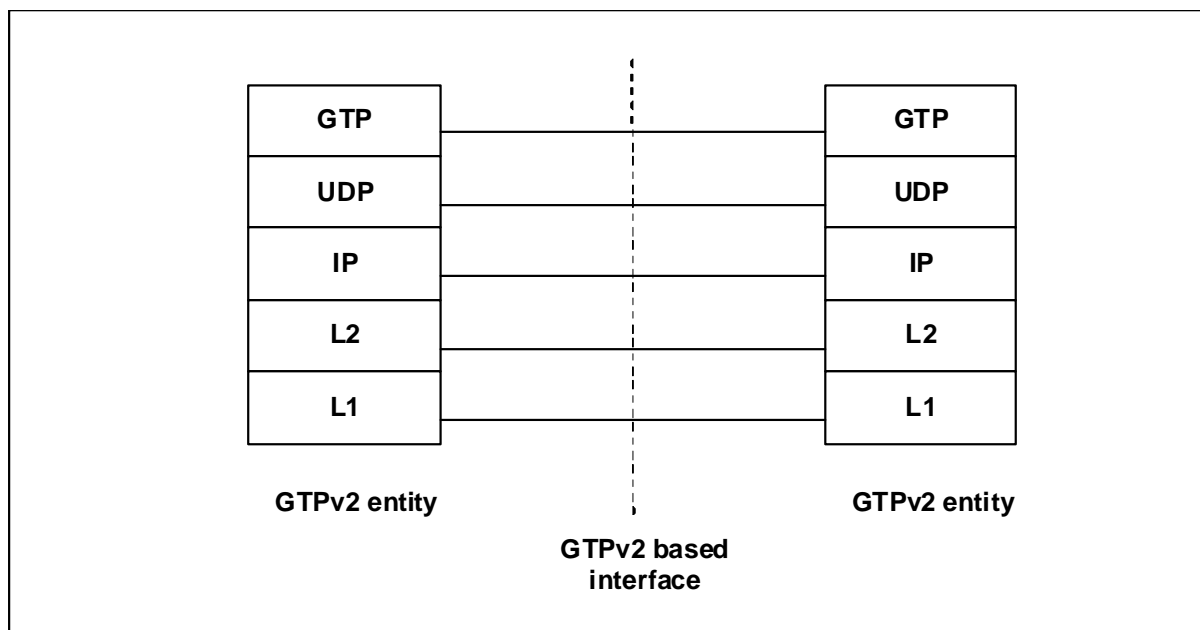 GTP
GTP
UDP
UDP
IP
IP
L2
L2
L1
L1
GTPv2 entity
GTPv2 entity
GTPv2 based
interface